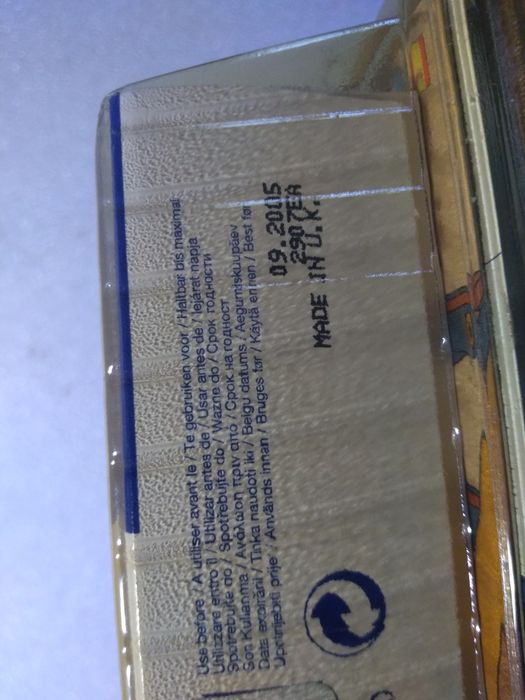 Use before / A utiliser avant le / Te gebruiken voor / Haltbar bis maximal:
Utilizzare entro il / Utilizar antes de / Usar antes de / lejárat napja
Spotrebujte do / Spotřebujte do / Ważne do / Срок годности
Son Kullanma / Ανάλωση πριν από / Срок на годност
Data expirării / Tinka naudoti iki / Beigu datums / Aegumiskuupäev
Upotrijebiti prije / Används innan / Bruges før / Käytä ennen / Best før
09.2005
2907EA
MADE IN U.K.